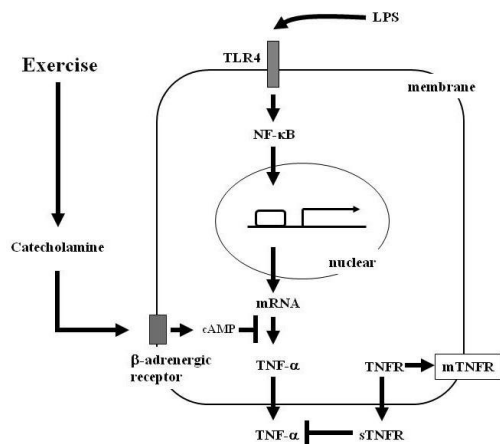 LPS
TLR4
Exercise
membrane
NF-κB
Catecholamine
nuclear
mRNA
cAMP
β-adrenergic
receptor
TNF-α
TNFR
mTNFR
TNF-α
sTNFR